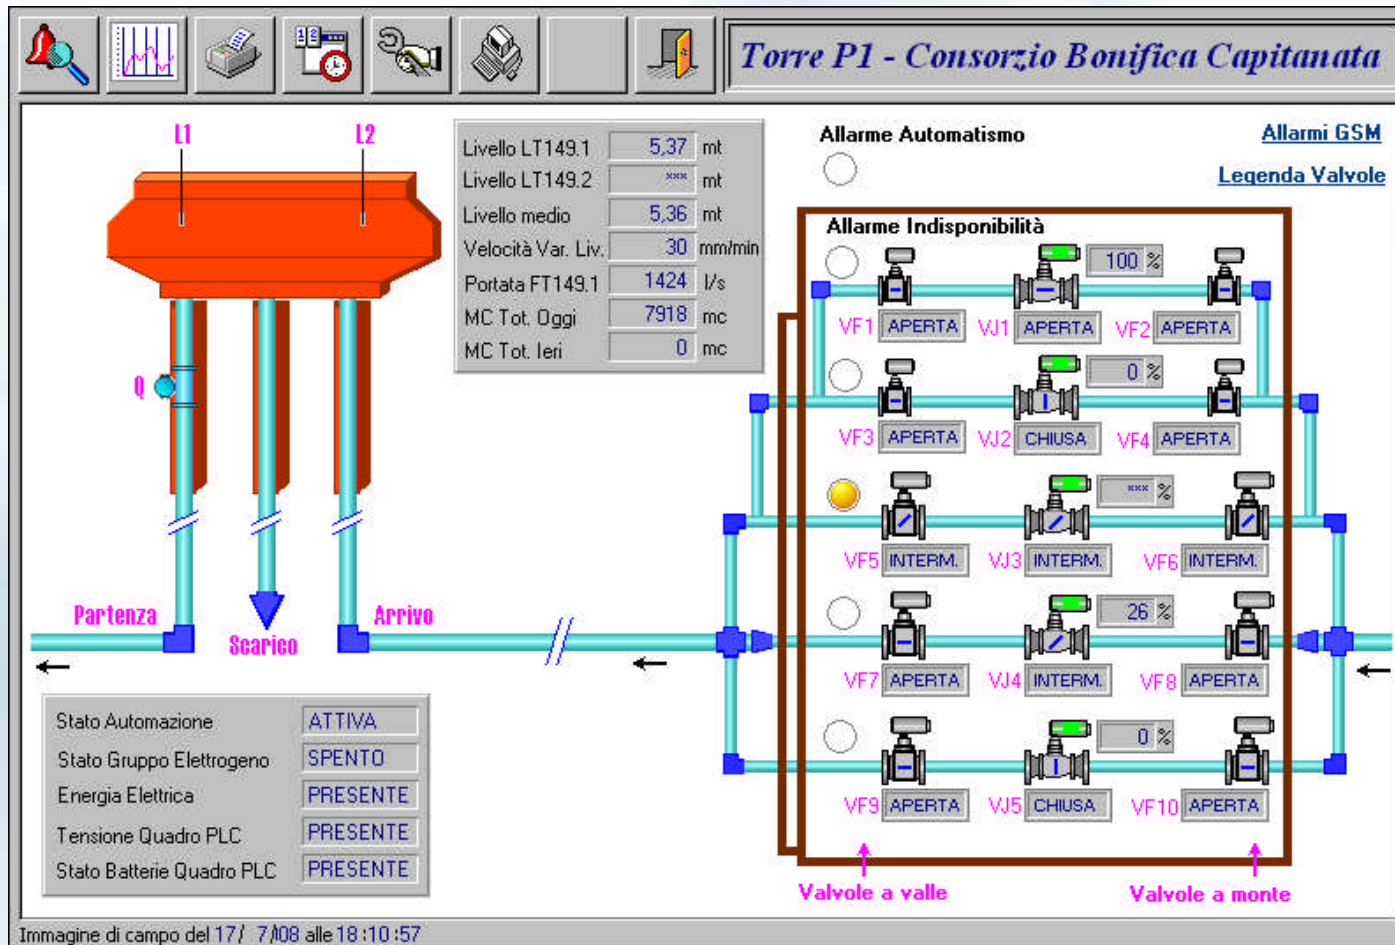 Torre P1 - Consorzio Bonifica Capitanata
L1
L2
Livello LT149.1 5,37 mt
Livello LT149.2 *** mt
Livello medio 5,36 mt
Velocità Var. Liv. 30 mm/min
Portata FT149.1 1424 l/s
MC Tot. Oggi 7918 mc
MC Tot. Ieri 0 mc
Allarme Automatismo
Allarmi GSM
Legenda Valvole
Allarme Indisponibilità
100 %
VF1 APERTA VJ1 APERTA VF2 APERTA
0 %
VF3 APERTA VJ2 CHIUSA VF4 APERTA
*** %
VF5 INTERM. VJ3 INTERM. VF6 INTERM.
26 %
VF7 APERTA VJ4 INTERM. VF8 APERTA
0 %
VF9 APERTA VJ5 CHIUSA VF10 APERTA
Valvole a valle
Valvole a monte
Q
Partenza
Scarico
Arrivo
Stato Automazione ATTIVA
Stato Gruppo Elettrogeno SPENTO
Energia Elettrica PRESENTE
Tensione Quadro PLC PRESENTE
Stato Batterie Quadro PLC PRESENTE
Immagine di campo del 17/ 7/08 alle 18:10:57